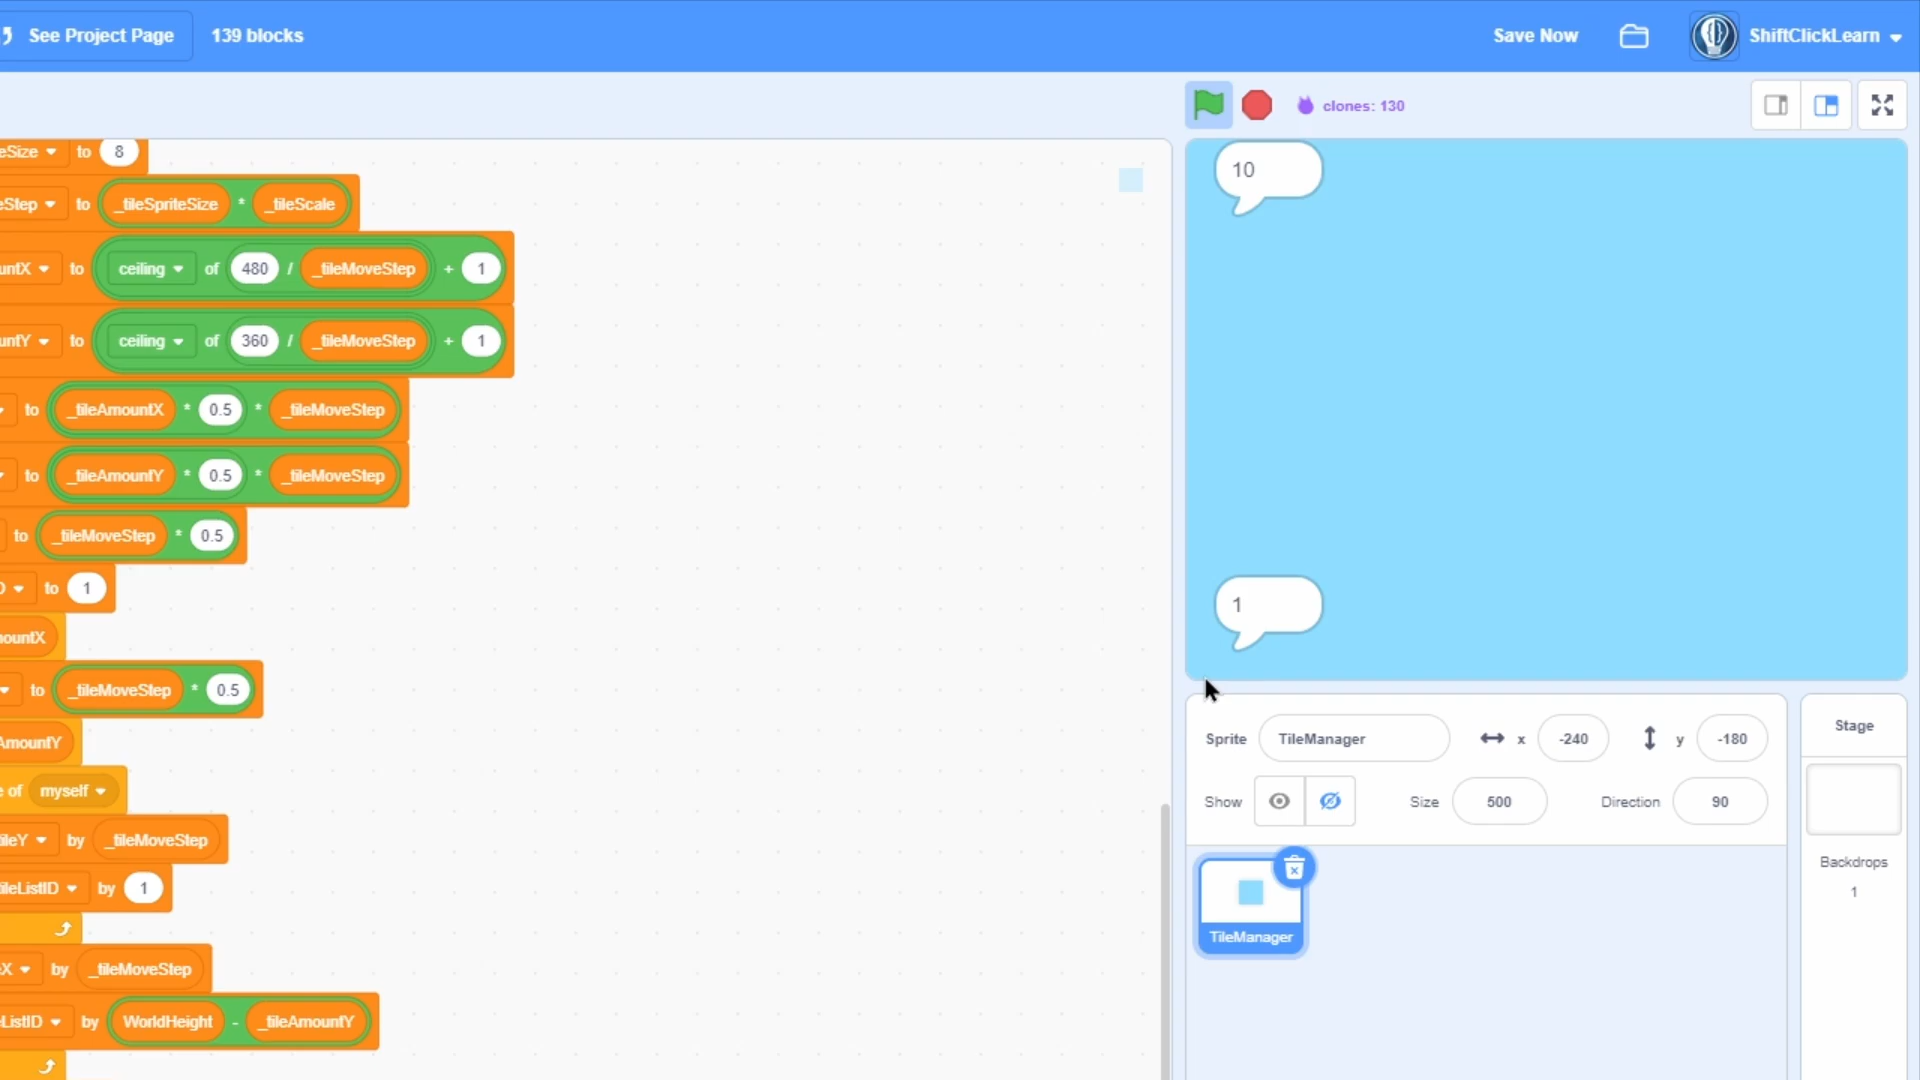 See Project Page 139 blocks Save Now ShiftClickLearn
clones: 130
eSize to 8
eStep to _tileSpriteSize * _tileScale
untX to ceiling of 480 / _tileMoveStep + 1
untY to ceiling of 360 / _tileMoveStep + 1
to _tileAmountX * 0.5 * _tileMoveStep
to _tileAmountY * 0.5 * _tileMoveStep
to _tileMoveStep * 0.5
D to 1
ountX
to _tileMoveStep * 0.5
AmountY
e of myself
ileY by _tileMoveStep
ileListID by 1
X by _tileMoveStep
ListID by WorldHeight - _tileAmountY
10
1
Sprite TileManager x -240 y -180
Show Size 500 Direction 90
TileManager
Stage
Backdrops
1